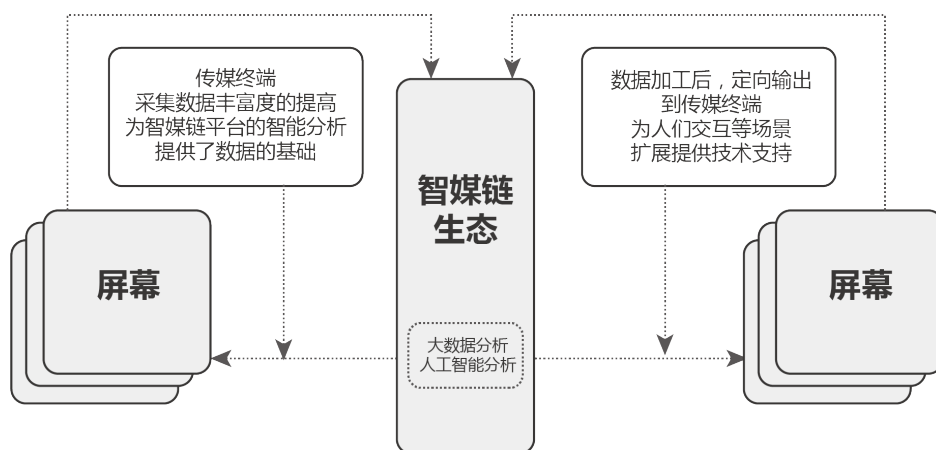 传媒终端
采集数据丰富度的提高
为智媒链平台的智能分析
提供了数据的基础
数据加工后，定向输出
到传媒终端
为人们交互等场景
扩展提供技术支持
智媒链
生态
屏幕
屏幕
大数据分析
人工智能分析